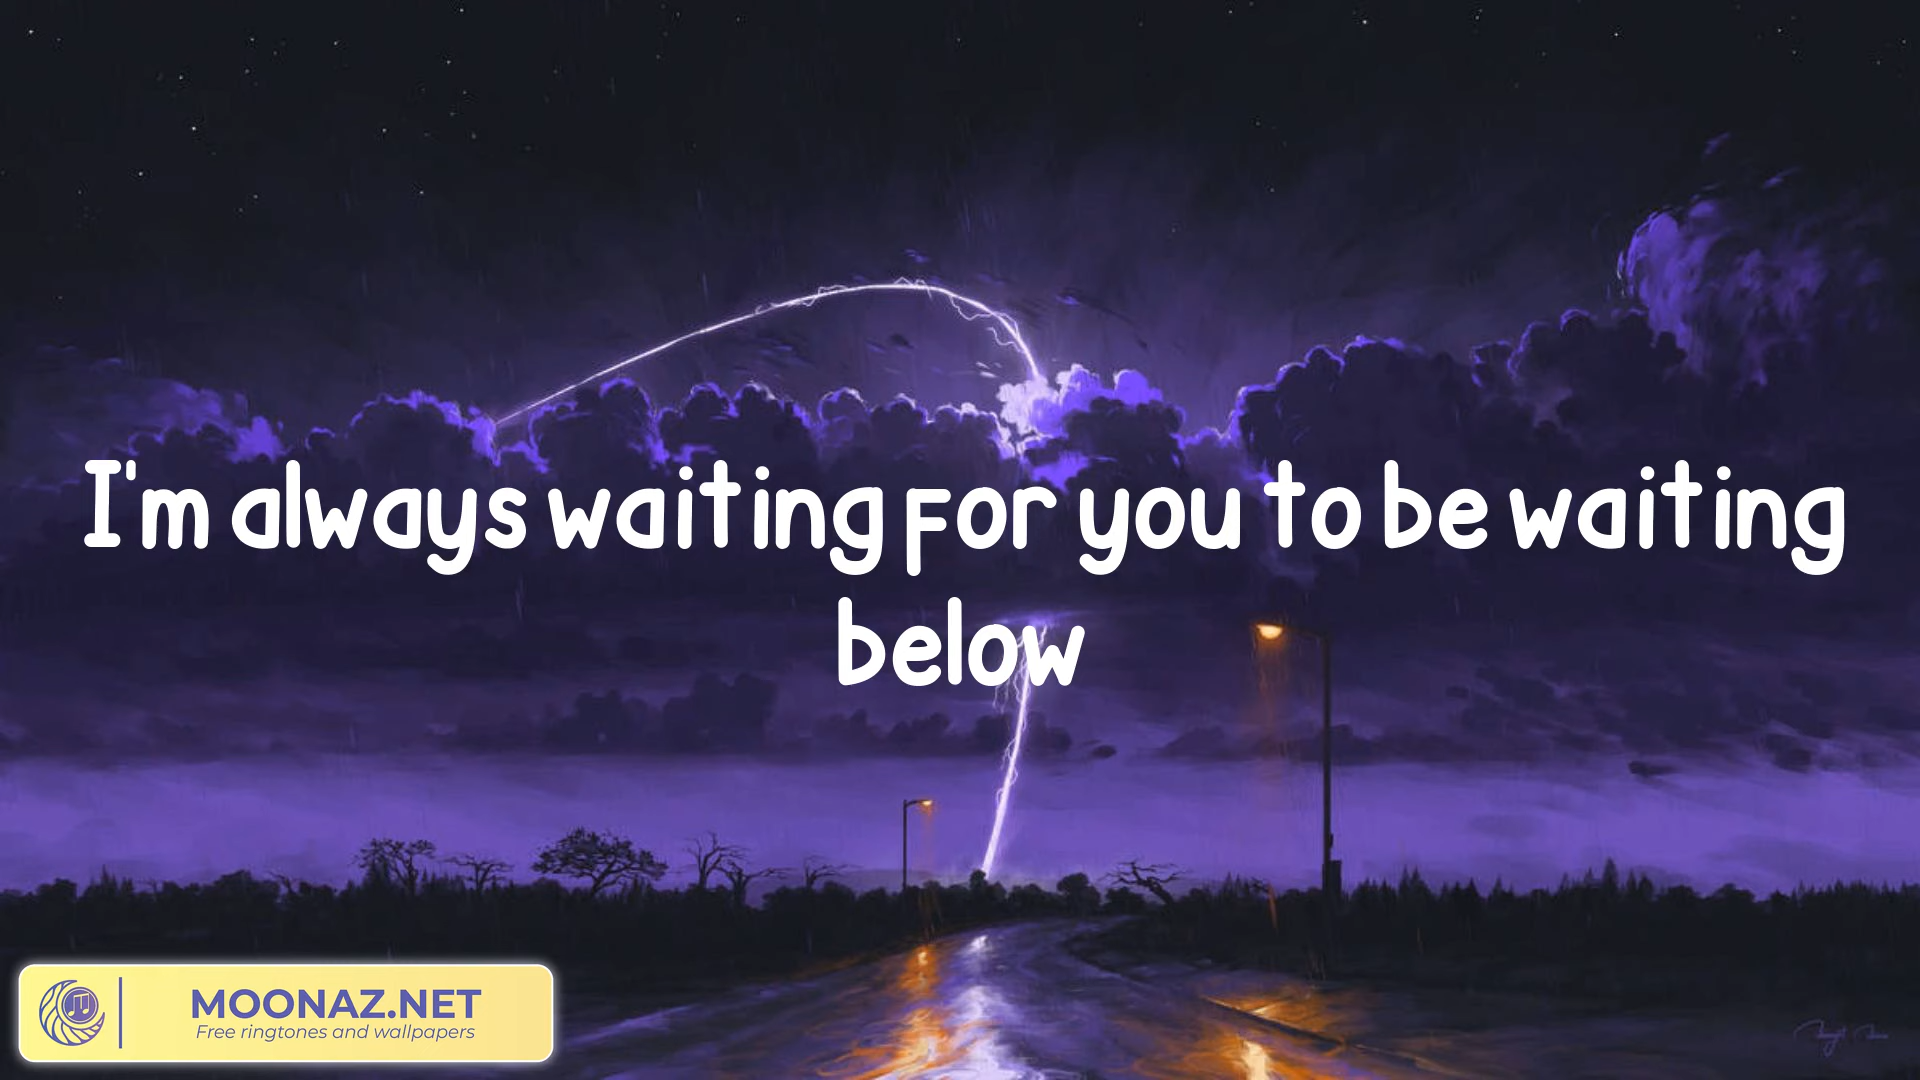 I'm always waiting for you to be waiting
below
MOONAZ.NET
Free ringtones and wallpapers